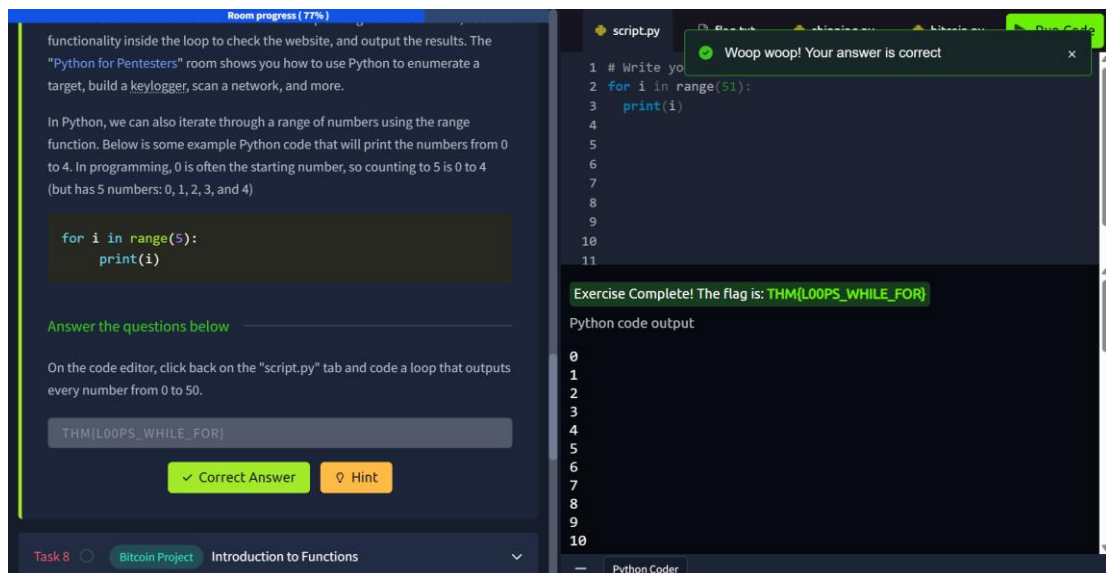 Room progress ( 77% )
functionality inside the loop to check the website, and output the results. The
"Python for Pentesters" room shows you how to use Python to enumerate a
target, build a keylogger, scan a network, and more.
In Python, we can also iterate through a range of numbers using the range
function. Below is some example Python code that will print the numbers from 0
to 4. In programming, 0 is often the starting number, so counting to 5 is 0 to 4
(but has 5 numbers: 0, 1, 2, 3, and 4)
for i in range(5):
print(i)
Answer the questions below
On the code editor, click back on the "script.py" tab and code a loop that outputs
every number from 0 to 50.
THM{L00PS_WHILE_FOR}
Correct Answer
Hint
Task 8
Bitcoin Project
Introduction to Functions
script.py
Woop woop! Your answer is correct
1 # Write yo
2 for i in range(51):
3 print(i)
4
5
6
7
8
9
10
11
Exercise Complete! The flag is: THM{L00PS_WHILE_FOR}
Python code output
0
1
2
3
4
5
6
7
8
9
10
Python Coder